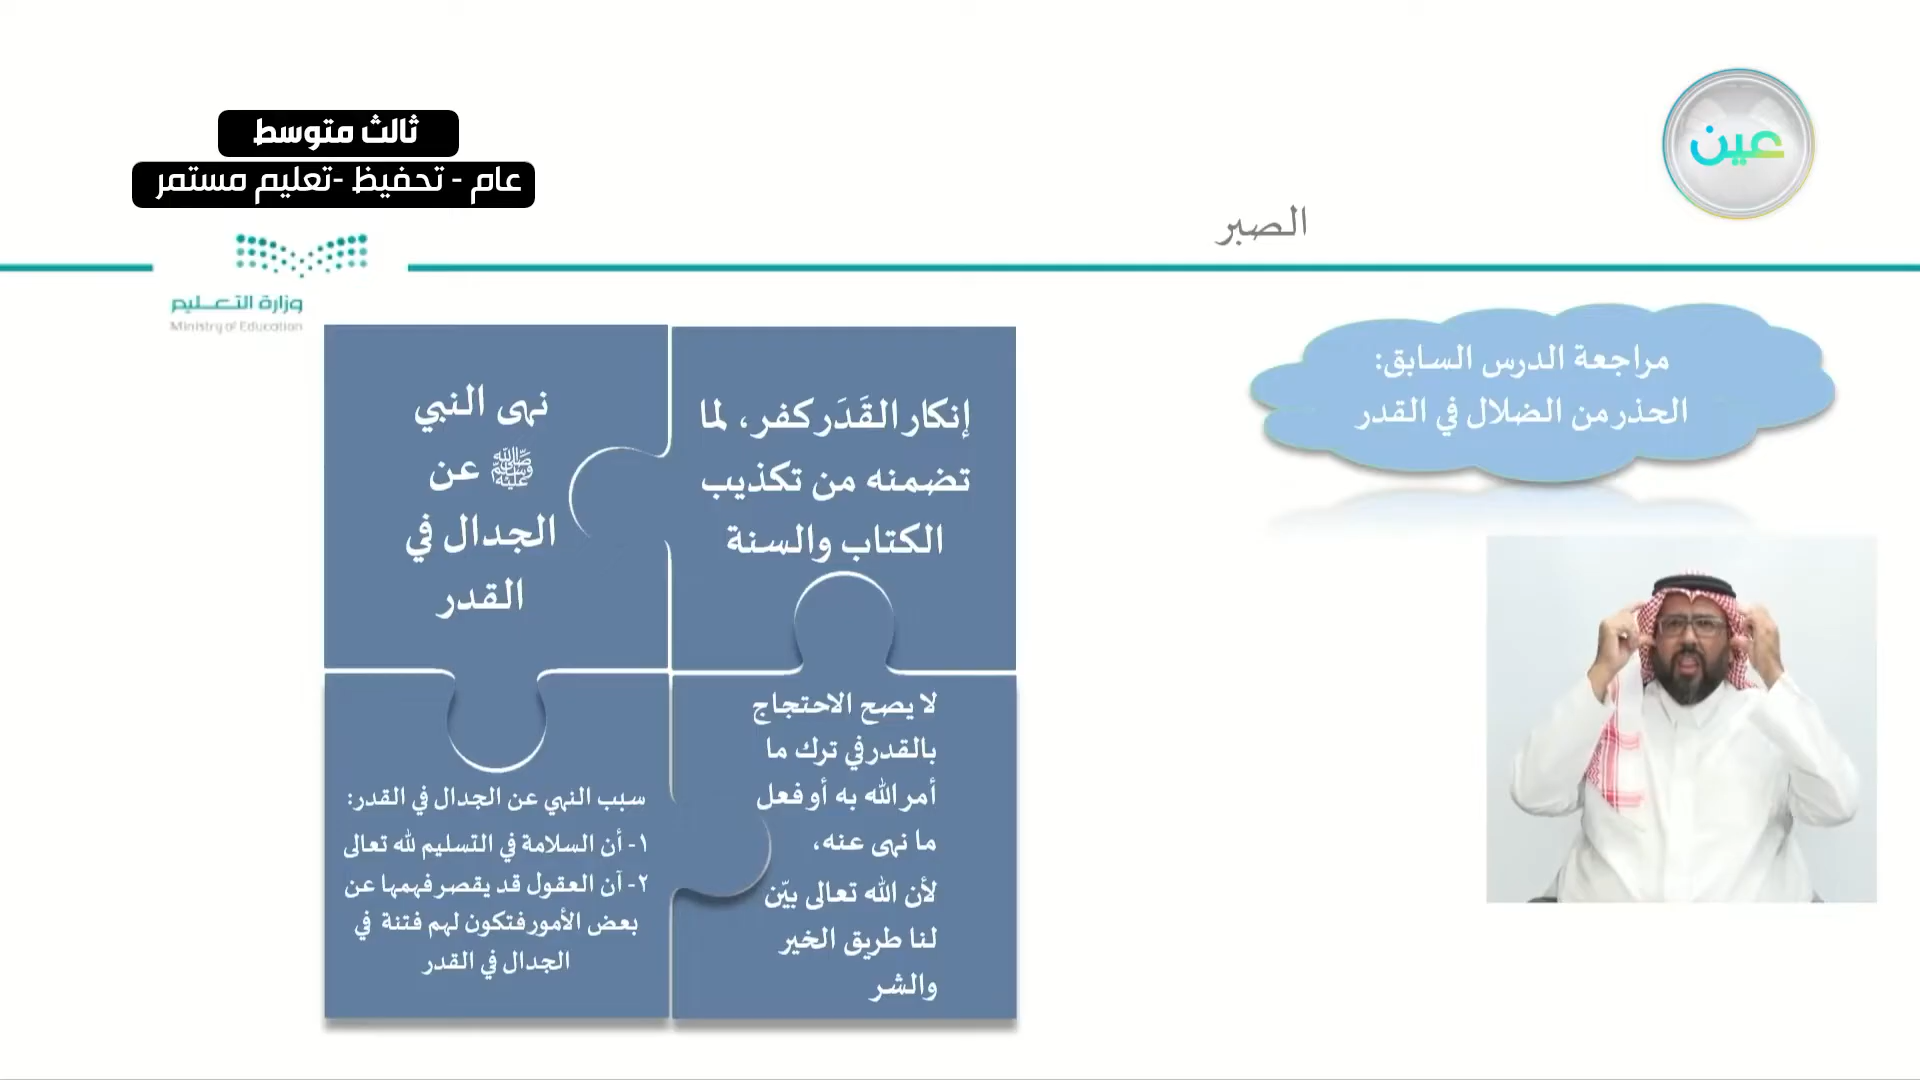 ثالث متوسط
عام - تحفيظ -تعليم مستمر
عين
الصبر
وزارة التعليم
Ministry of Education
مراجعة الدرس السابق:
الحذر من الضلال في القدر
إنكار القَدَر كفر، لما
تضمنه من تكذيب
الكتاب والسنة
نهى النبي
ﷺ عن
الجدال في
القدر
لا يصح الاحتجاج
بالقدر في ترك ما
أمر الله به أو فعل
ما نهى عنه،
لأن الله تعالى بيّن
لنا طريق الخير
والشر
سبب النهي عن الجدال في القدر:
١- أن السلامة في التسليم لله تعالى
٢- آن العقول قد يقصر فهمها عن
بعض الأمور فتكون لهم فتنة في
الجدال في القدر